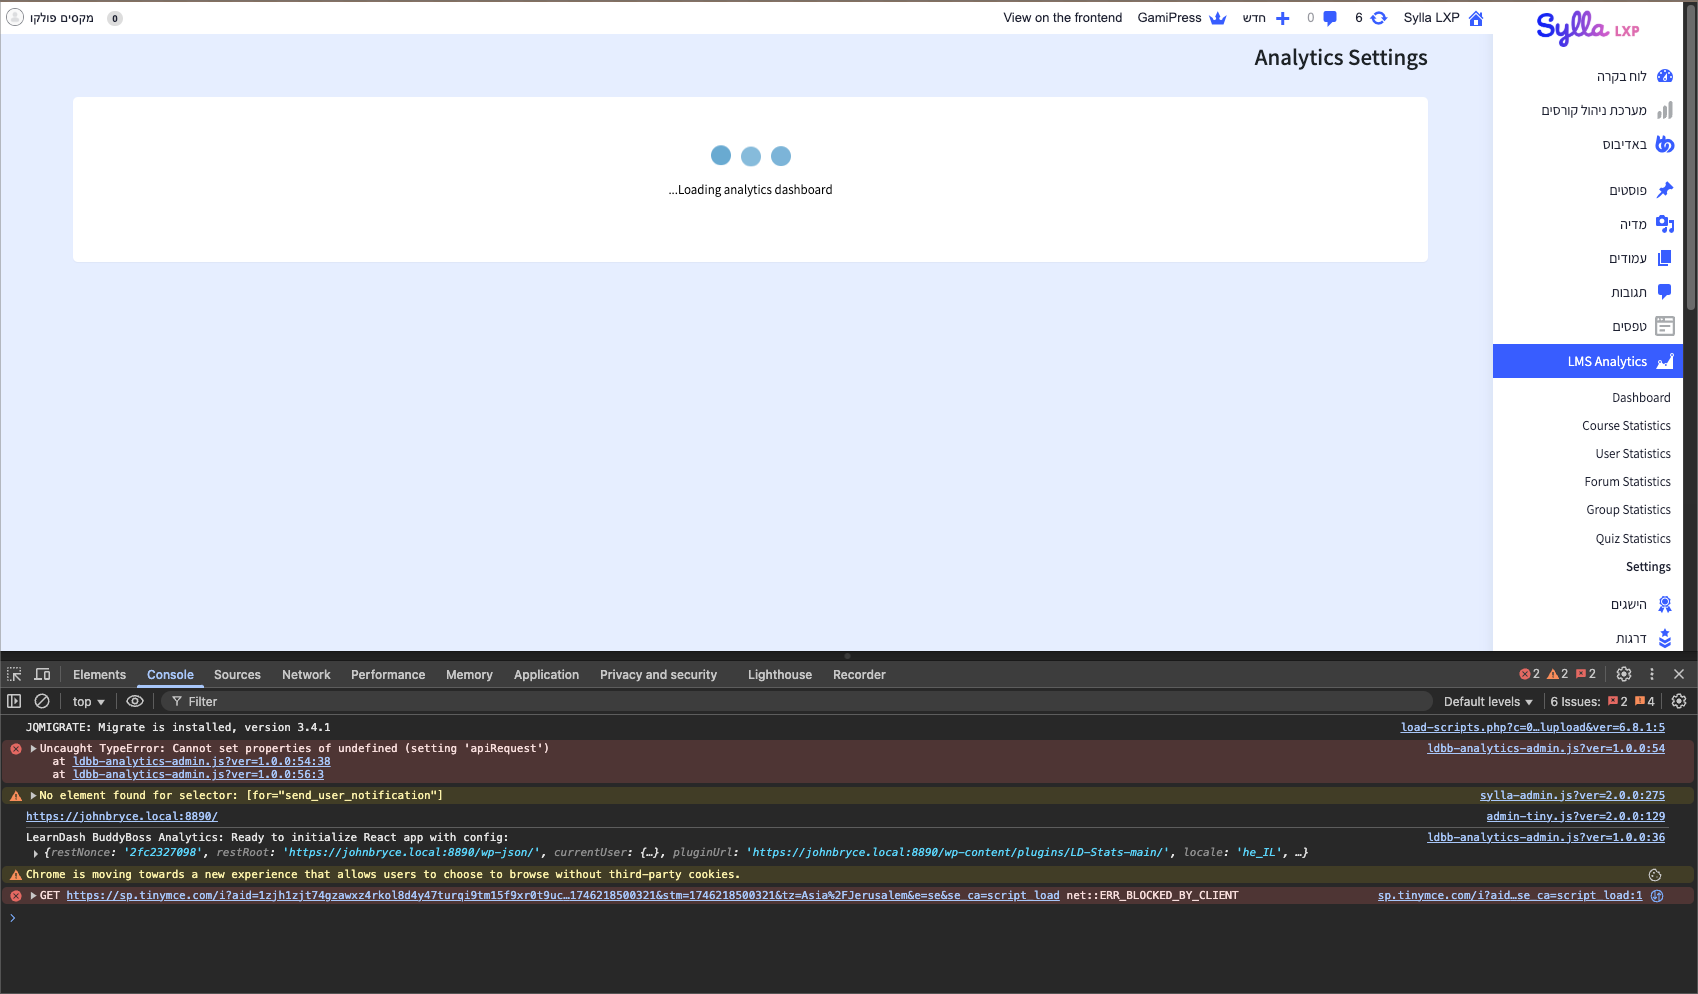 מקסים פולקו 0
View on the frontend GamiPress חדש 0 6 Sylla LXP
Sylla LXP
לוח בקרה
מערכת ניהול קורסים
באדיבוס
פוסטים
מדיה
עמודים
תגובות
טפסים
LMS Analytics
Dashboard
Course Statistics
User Statistics
Forum Statistics
Group Statistics
Quiz Statistics
Settings
הישגים
דרגות
Analytics Settings
...Loading analytics dashboard
Elements Console Sources Network Performance Memory Application Privacy and security Lighthouse Recorder 2 2 2
top Filter Default levels 6 Issues: 2 4
JQMIGRATE: Migrate is installed, version 3.4.1 load-scripts.php?c=0…lupload&ver=6.8.1:5
Uncaught TypeError: Cannot set properties of undefined (setting 'apiRequest') ldbb-analytics-admin.js?ver=1.0.0:54
at ldbb-analytics-admin.js?ver=1.0.0:54:38
at ldbb-analytics-admin.js?ver=1.0.0:56:3
No element found for selector: [for="send_user_notification"] sylla-admin.js?ver=2.0.0:275
https://johnbryce.local:8890/ admin-tiny.js?ver=2.0.0:129
LearnDash BuddyBoss Analytics: Ready to initialize React app with config: ldbb-analytics-admin.js?ver=1.0.0:36
{restNonce: '2fc2327098', restRoot: 'https://johnbryce.local:8890/wp-json/', currentUser: {…}, pluginUrl: 'https://johnbryce.local:8890/wp-content/plugins/LD-Stats-main/', locale: 'he_IL', …}
Chrome is moving towards a new experience that allows users to choose to browse without third-party cookies.
GET https://sp.tinymce.com/i?aid=1zjh1zjt74gzawxz4rkol8d4y47turqi9tm15f9xr0t9uc…1746218500321&stm=1746218500321&tz=Asia%2FJerusalem&e=se&se_ca=script_load net::ERR_BLOCKED_BY_CLIENT sp.tinymce.com/i?aid…se_ca=script_load:1